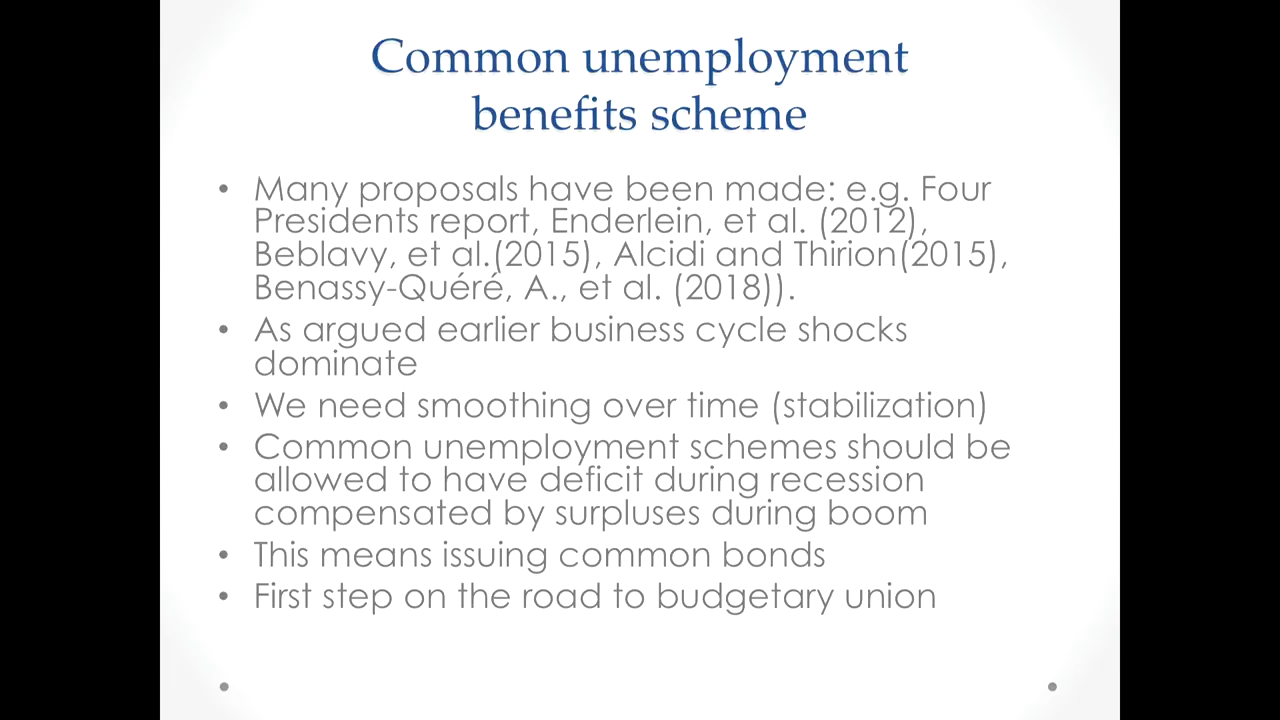 Common unemployment
benefits scheme
• Many proposals have been made: e.g. Four
Presidents report, Enderlein, et al. (2012),
Beblavy, et al.(2015), Alcidi and Thirion(2015),
Benassy-Quéré, A., et al. (2018)).
• As argued earlier business cycle shocks
dominate
• We need smoothing over time (stabilization)
• Common unemployment schemes should be
allowed to have deficit during recession
compensated by surpluses during boom
• This means issuing common bonds
• First step on the road to budgetary union